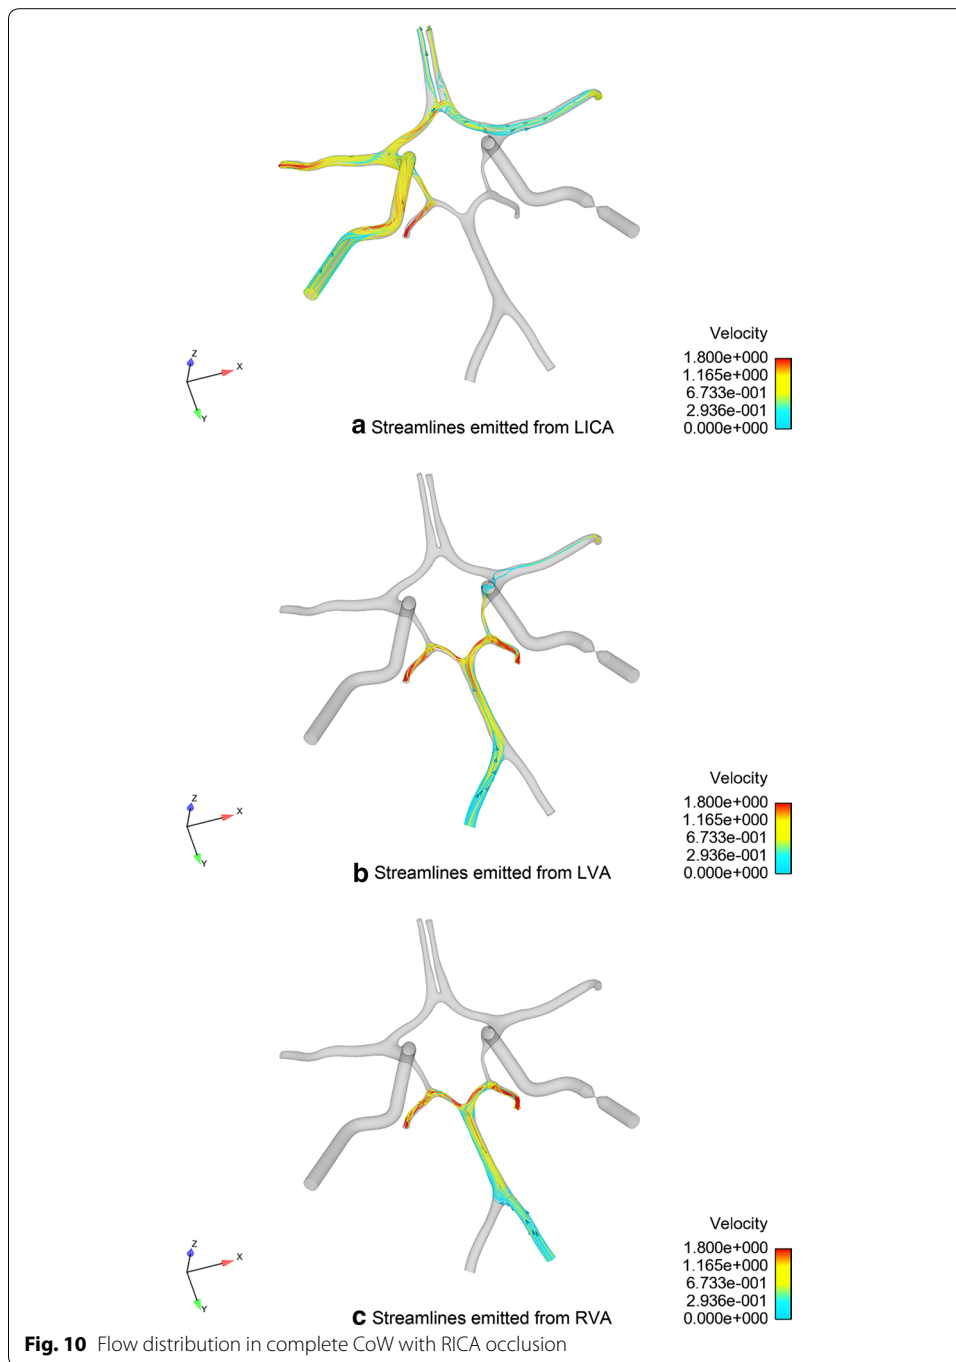 Z
X
Y
Velocity
1.800e+000
1.165e+000
6.733e-001
2.936e-001
0.000e+000
a Streamlines emitted from LICA
Z
X
Y
Velocity
1.800e+000
1.165e+000
6.733e-001
2.936e-001
0.000e+000
b Streamlines emitted from LVA
Z
X
Y
Velocity
1.800e+000
1.165e+000
6.733e-001
2.936e-001
0.000e+000
c Streamlines emitted from RVA
Fig. 10 Flow distribution in complete CoW with RICA occlusion